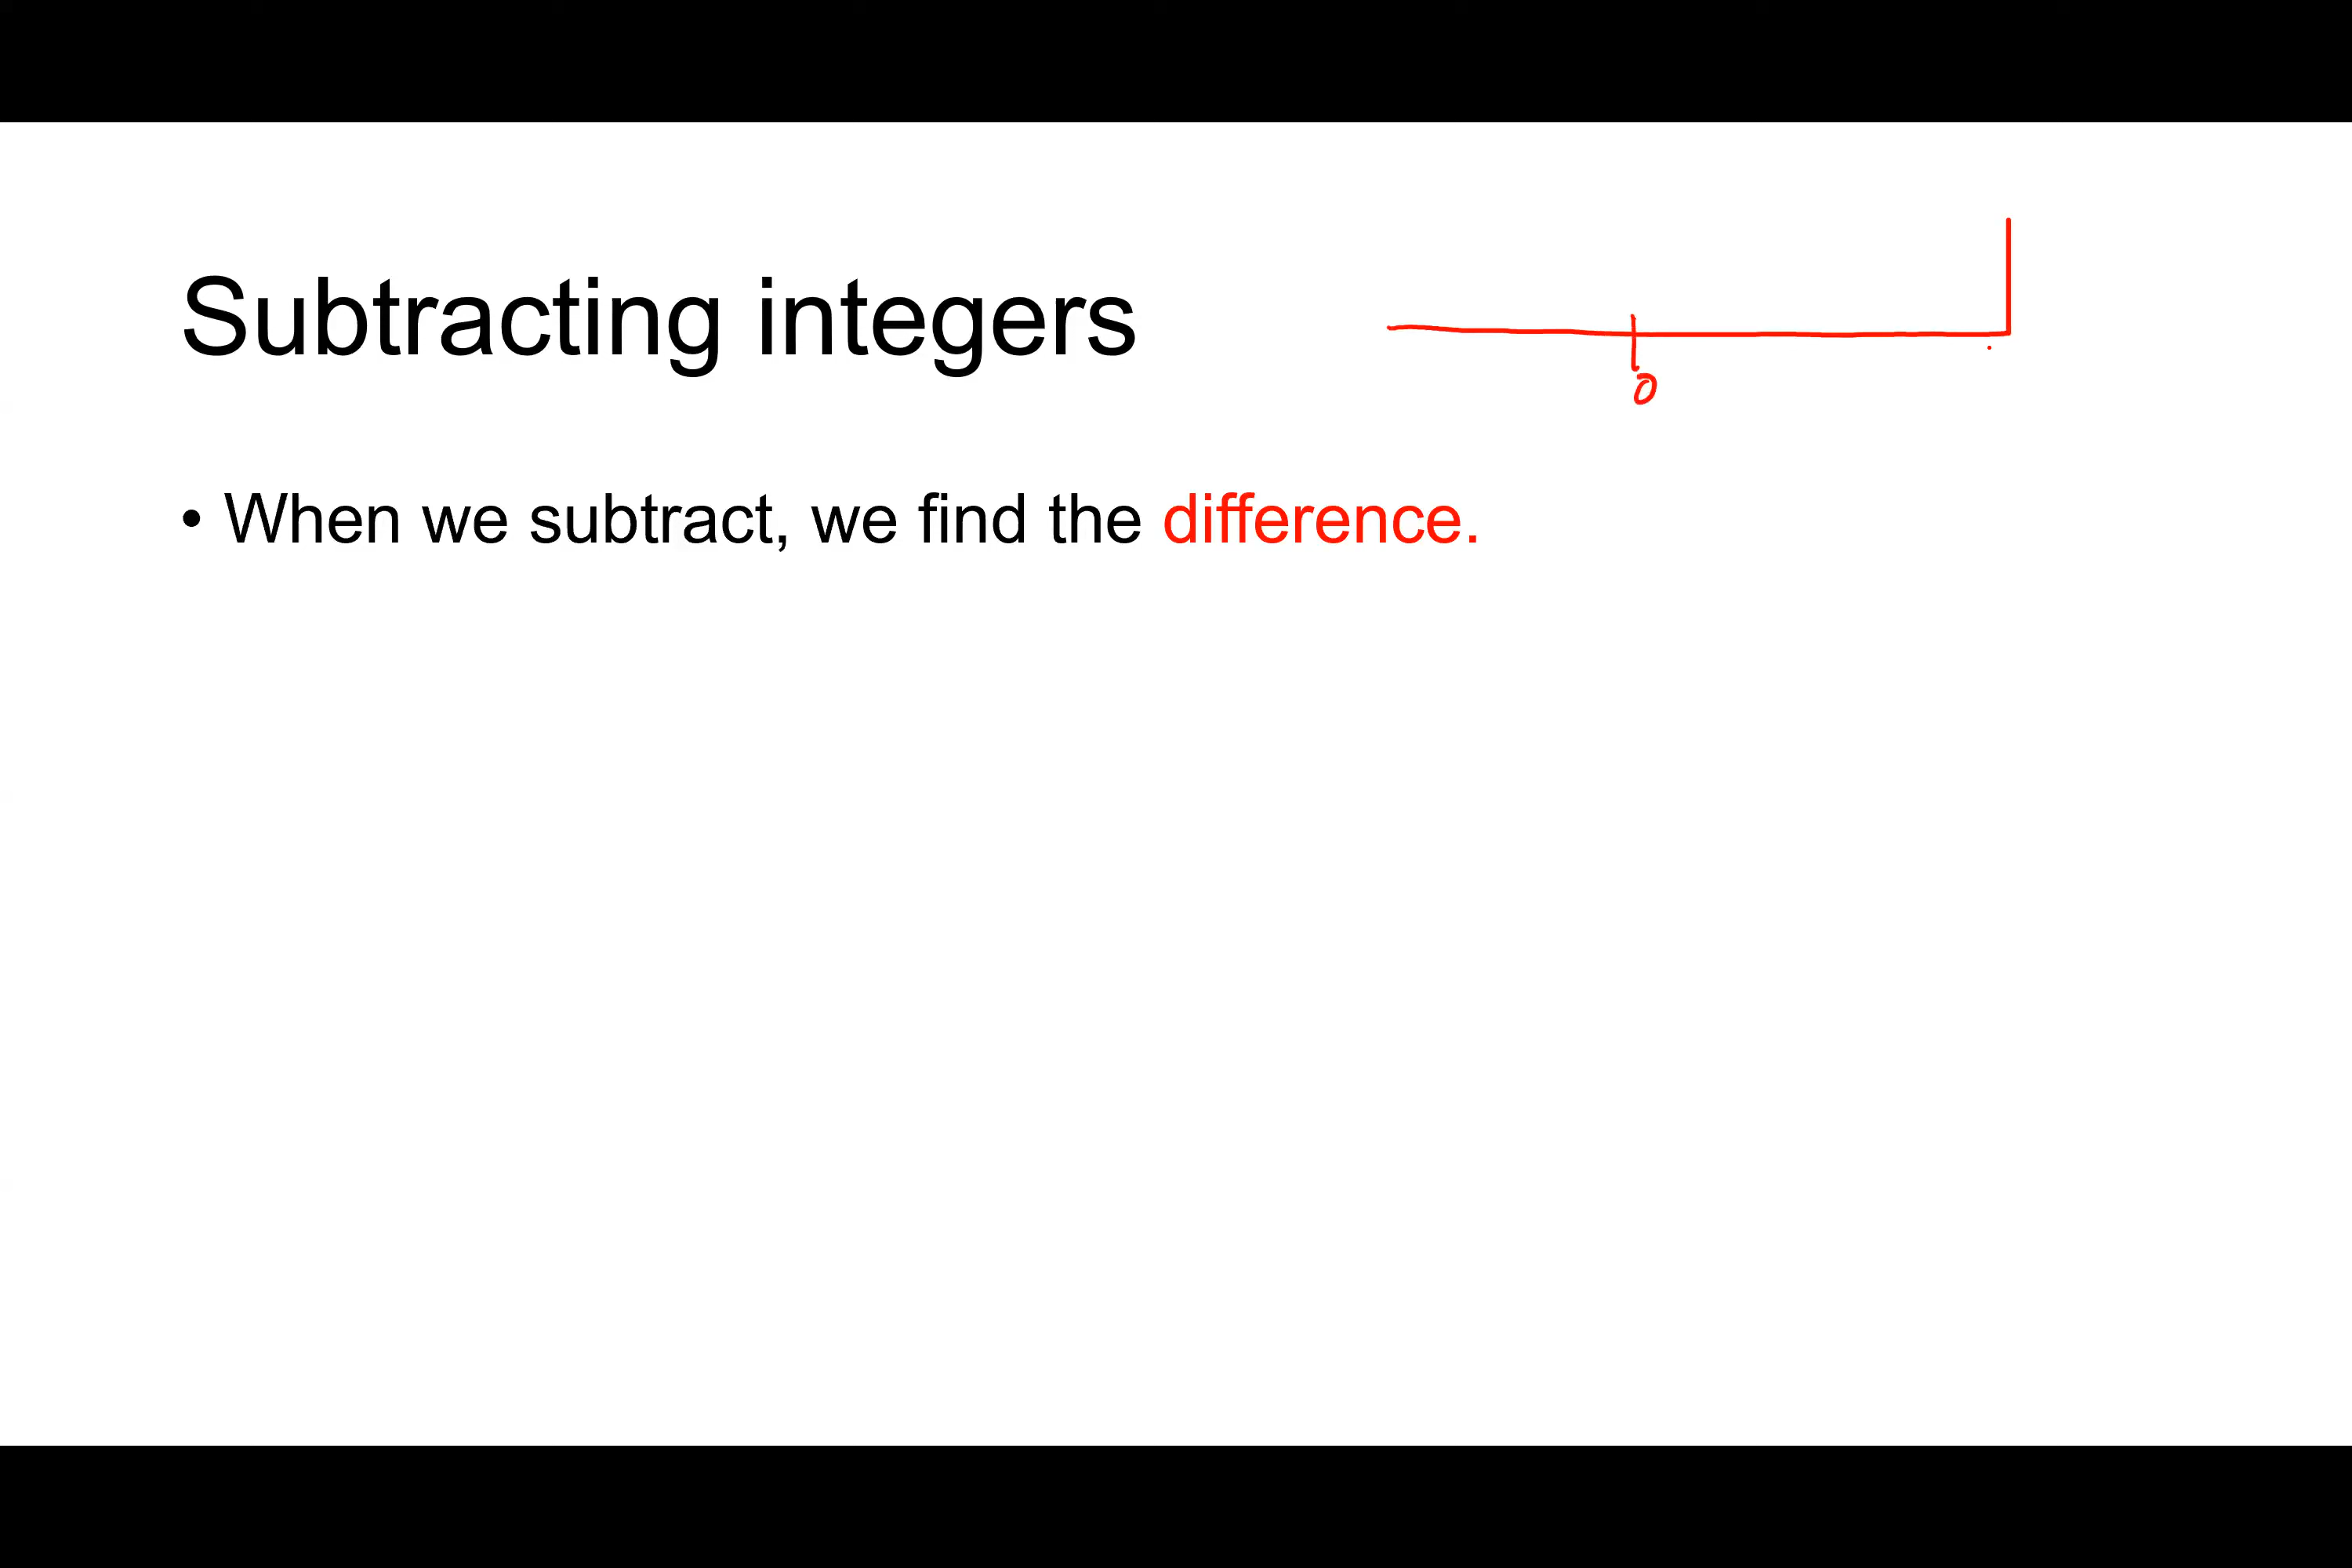 Subtracting integers
0
• When we subtract, we find the difference.